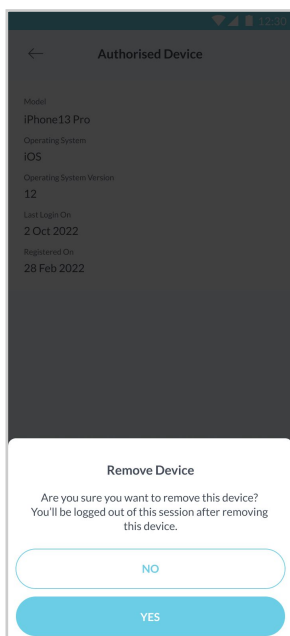 12:30
Authorised Device
Model
iPhone13 Pro
Operating System
iOS
Operating System Version
12
Last Login On
2 Oct 2022
Registered On
28 Feb 2022
Remove Device
Are you sure you want to remove this device?
You'll be logged out of this session after removing
this device.
NO
YES